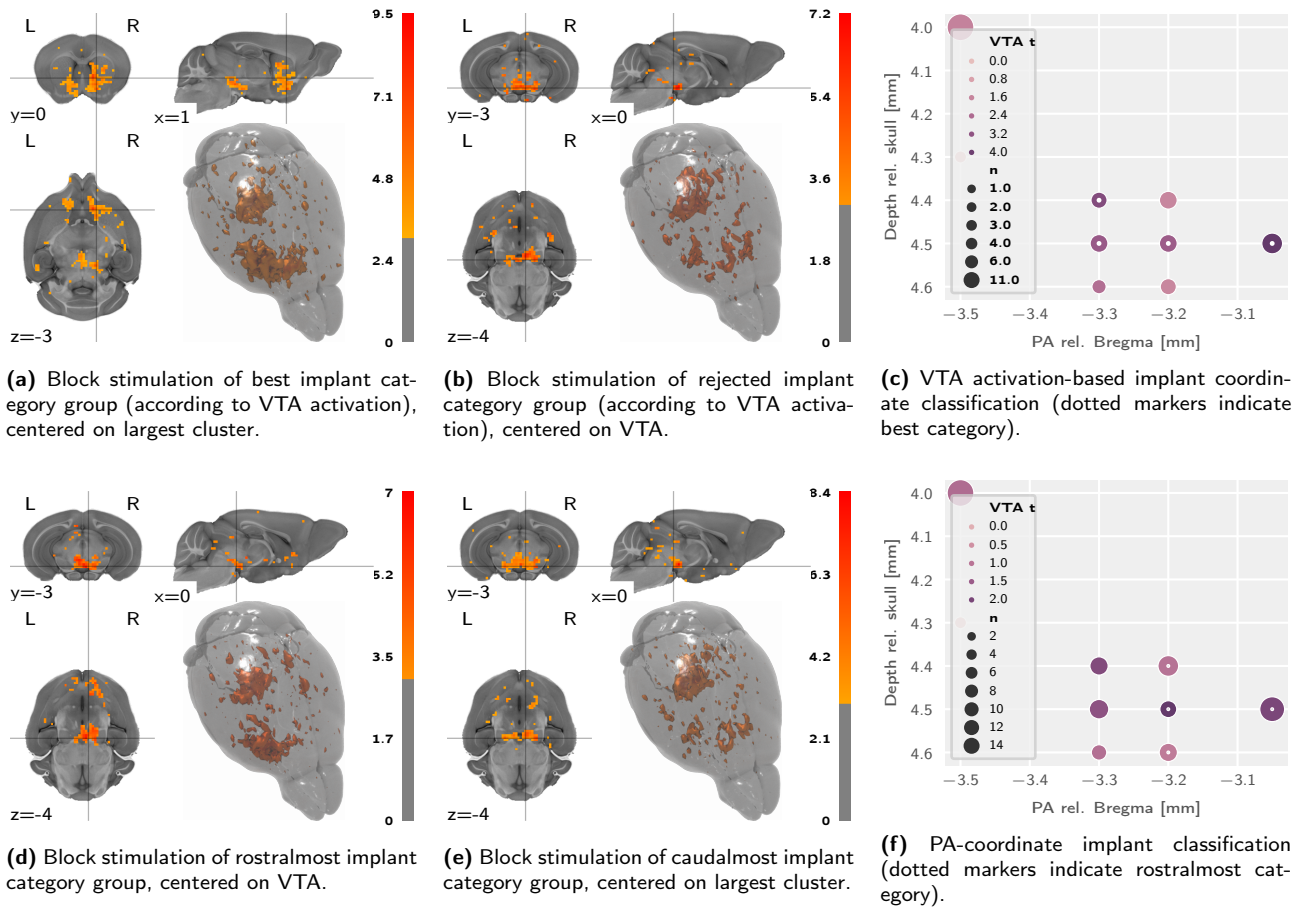 L R
y=0
x=1
L R
z=-3
9.5
7.1
4.8
2.4
0
(a) Block stimulation of best implant cat-
egory group (according to VTA activation),
centered on largest cluster.
L R
y=-3
x=0
L R
z=-4
7.2
5.4
3.6
1.8
0
(b) Block stimulation of rejected implant
category group (according to VTA activa-
tion), centered on VTA.
Depth rel. skull [mm]
4.0
4.1
4.2
4.3
4.4
4.5
4.6
VTA t
0.0
0.8
1.6
2.4
3.2
4.0
n
1.0
2.0
3.0
4.0
6.0
11.0
−3.5 −3.4 −3.3 −3.2 −3.1
PA rel. Bregma [mm]
(c) VTA activation-based implant coordin-
ate classification (dotted markers indicate
best category).
L R
y=-3
x=0
L R
z=-4
7
5.2
3.5
1.7
0
(d) Block stimulation of rostralmost implant
category group, centered on VTA.
L R
y=-3
x=0
L R
z=-4
8.4
6.3
4.2
2.1
0
(e) Block stimulation of caudalmost implant
category group, centered on largest cluster.
Depth rel. skull [mm]
4.0
4.1
4.2
4.3
4.4
4.5
4.6
VTA t
0.0
0.5
1.0
1.5
2.0
n
2
4
6
8
10
12
14
−3.5 −3.4 −3.3 −3.2 −3.1
PA rel. Bregma [mm]
(f) PA-coordinate implant classification
(dotted markers indicate rostralmost cat-
egory).